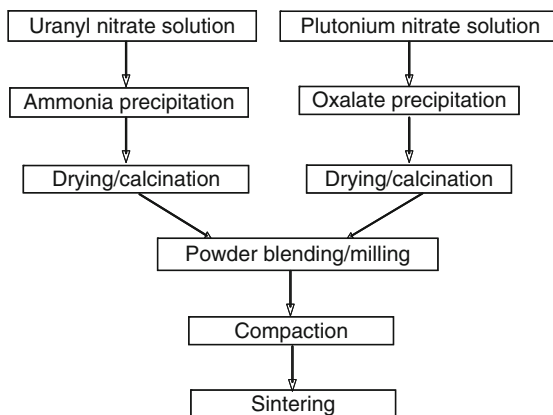 Uranyl nitrate solution
Plutonium nitrate solution
Ammonia precipitation
Oxalate precipitation
Drying/calcination
Drying/calcination
Powder blending/milling
Compaction
Sintering